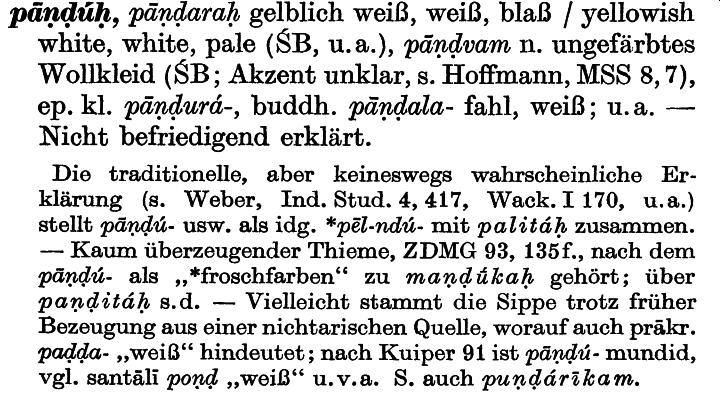 pāṇḍúḥ, pāṇḍaraḥ gelblich weiß, weiß, blaß / yellowish
white, white, pale (ŚB, u.a.), pāṇḍvam n. ungefärbtes
Wollkleid (ŚB; Akzent unklar, s. Hoffmann, MSS 8, 7),
ep. kl. pāṇḍurá-, buddh. pāṇḍala- fahl, weiß; u.a. —
Nicht befriedigend erklärt.
Die traditionelle, aber keineswegs wahrscheinliche Er-
klärung (s. Weber, Ind. Stud. 4, 417, Wack. I 170, u.a.)
stellt pāṇḍú- usw. als idg. *pēl-ndú- mit palitáḥ zusammen.
— Kaum überzeugender Thieme, ZDMG 93, 135f., nach dem
pāṇḍú- als „*froschfarben“ zu maṇḍū́kaḥ gehört; über
paṇḍitáḥ s.d. — Vielleicht stammt die Sippe trotz früher
Bezeugung aus einer nichtarischen Quelle, worauf auch prākr.
paḍḍa- „weiß“ hindeutet; nach Kuiper 91 ist pāṇḍú- mundid,
vgl. santālī poṇḍ „weiß“ u.v.a. S. auch puṇḍárīkam.